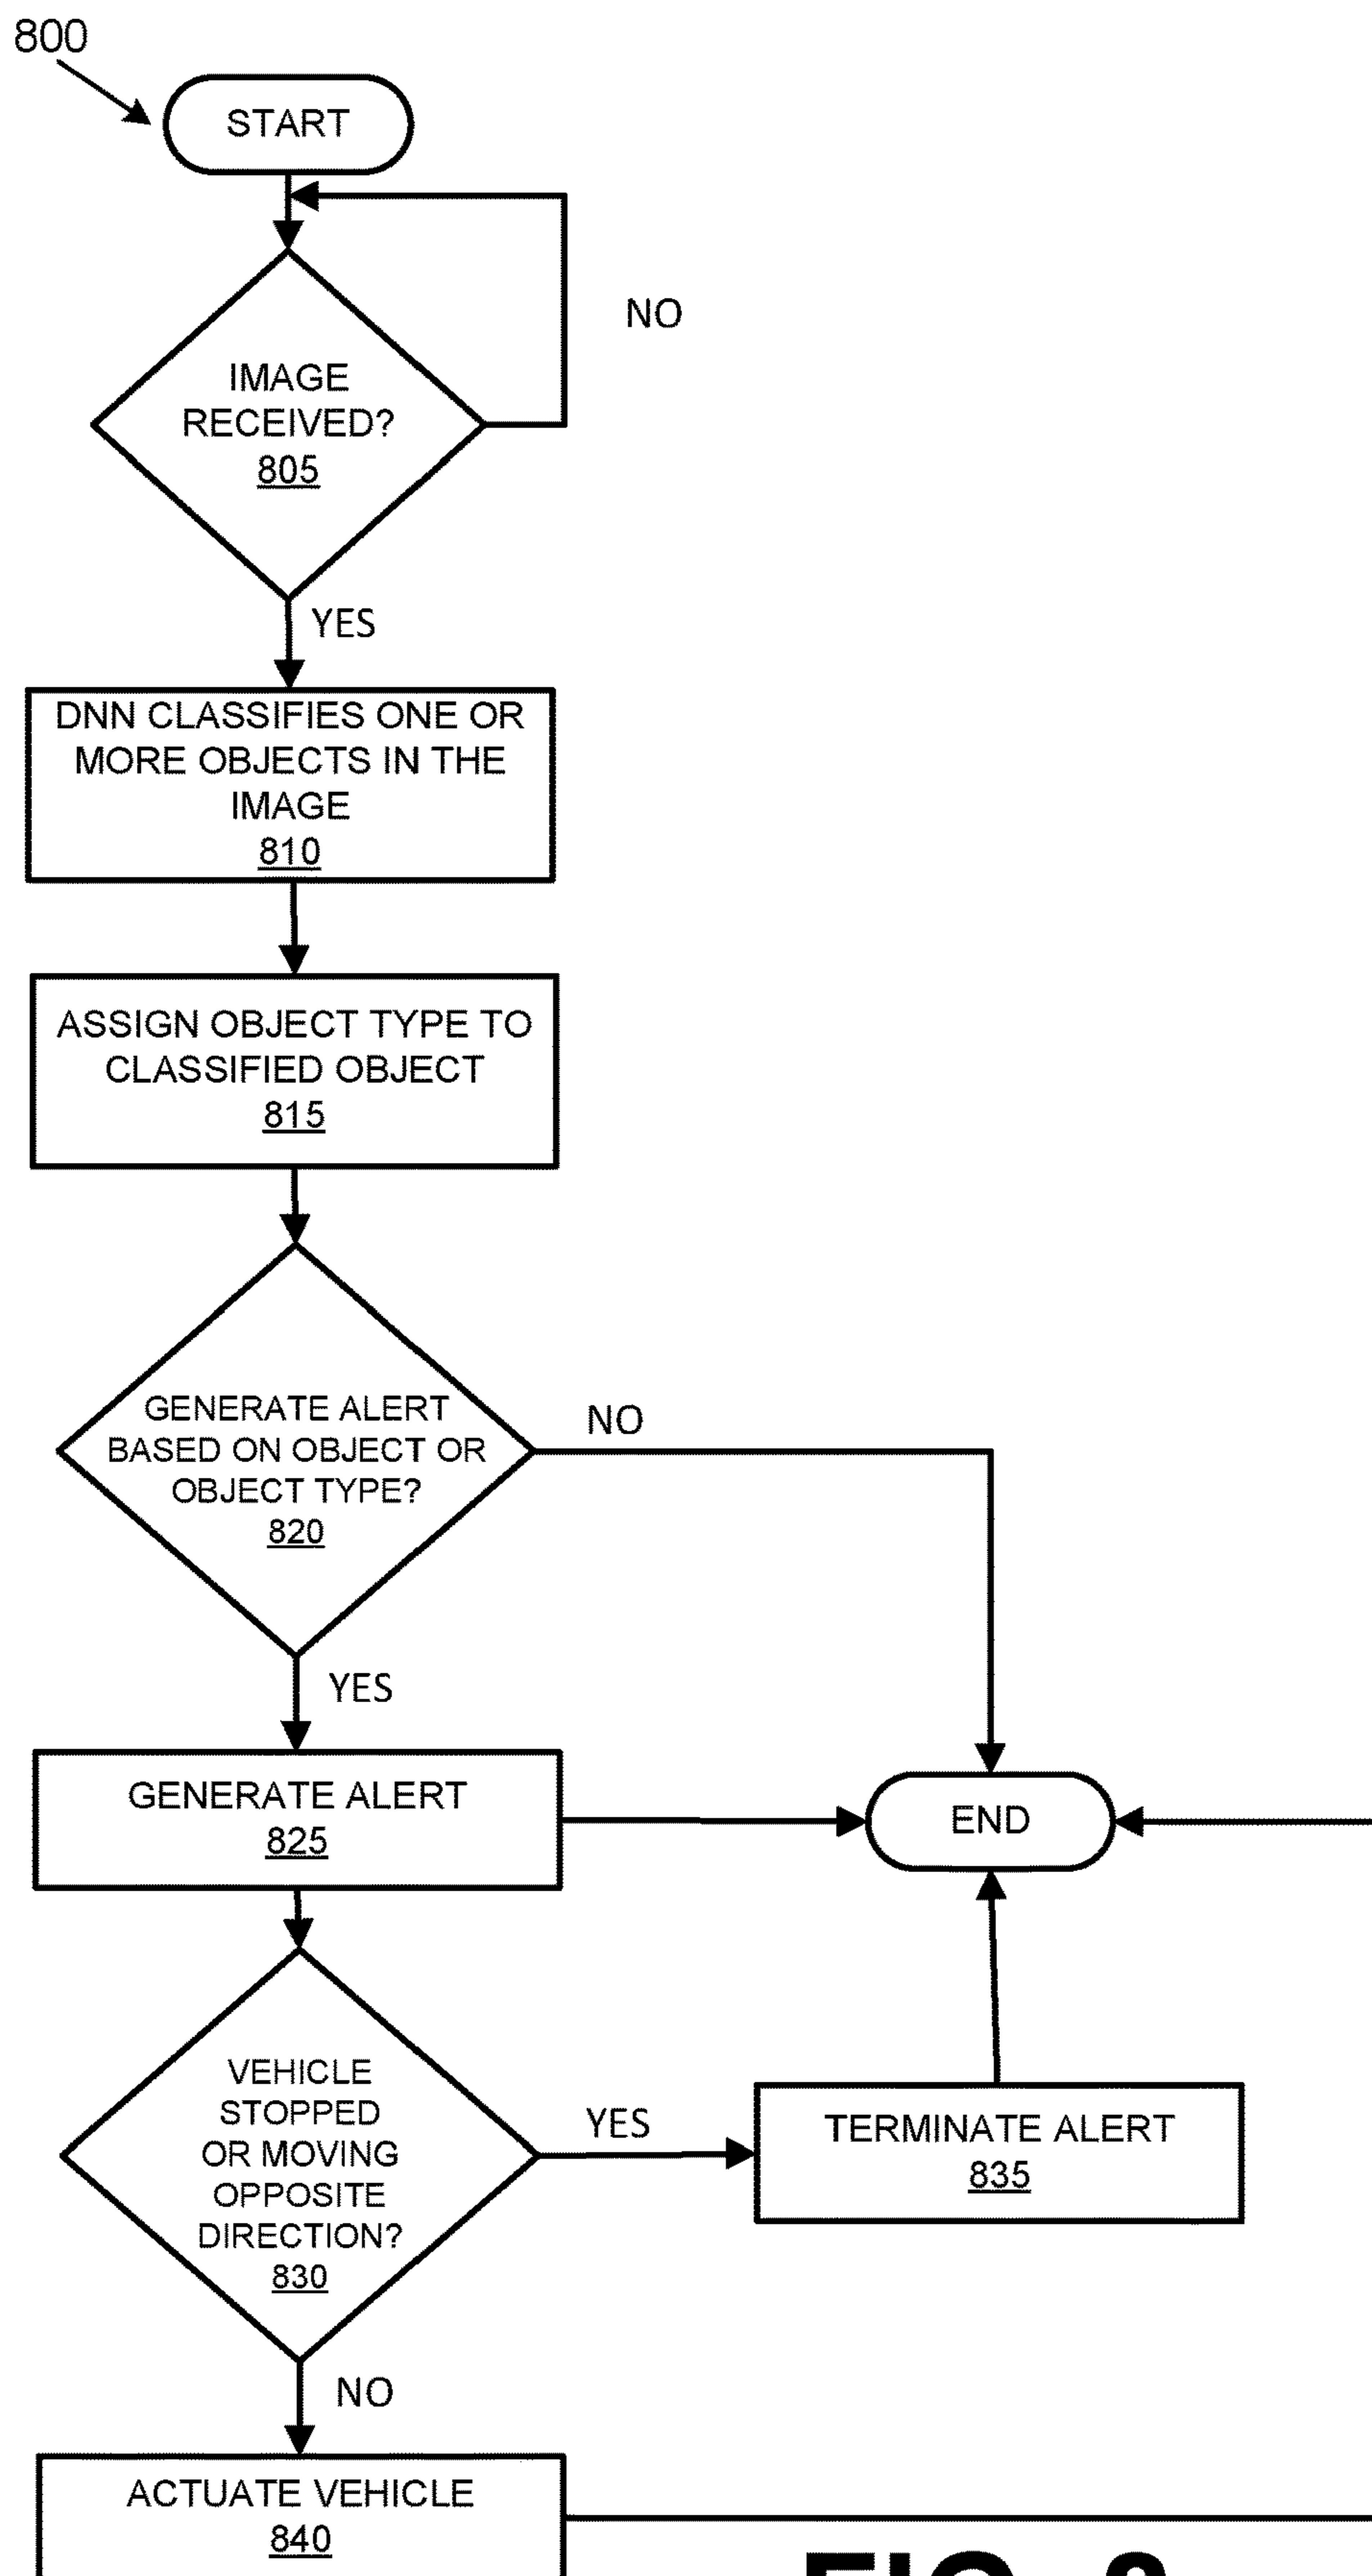 800
START
NO
IMAGE
RECEIVED?
805
YES
DNN CLASSIFIES ONE OR
MORE OBJECTS IN THE
IMAGE
810
ASSIGN OBJECT TYPE TO
CLASSIFIED OBJECT
815
GENERATE ALERT
BASED ON OBJECT OR
OBJECT TYPE?
820
NO
YES
GENERATE ALERT
825
END
VEHICLE
STOPPED
OR MOVING
OPPOSITE
DIRECTION?
830
YES
TERMINATE ALERT
835
NO
ACTUATE VEHICLE
840
FIG. 8